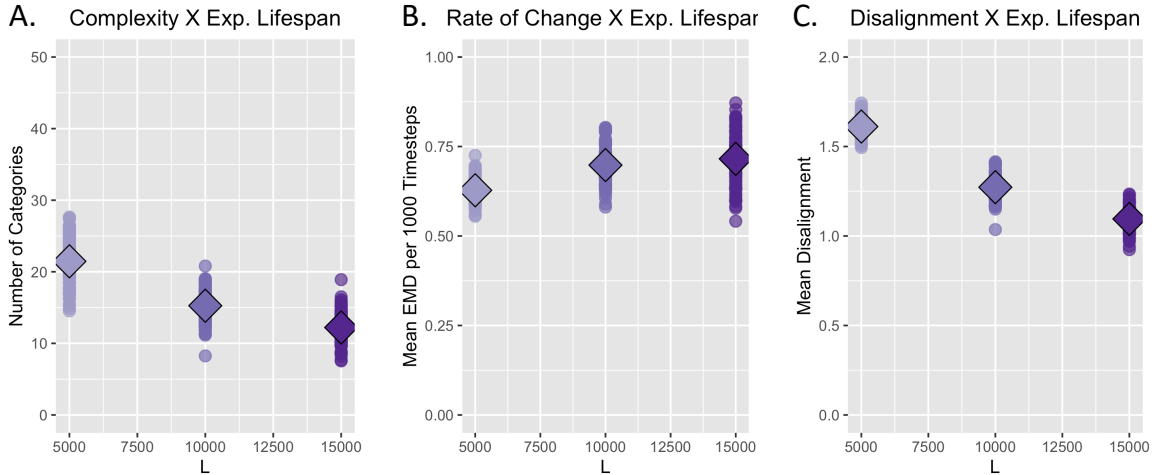 A. Complexity X Exp. Lifespan
Number of Categories
50
40
30
20
10
0
5000 7500 10000 12500 15000
L
B. Rate of Change X Exp. Lifespar
Mean EMD per 1000 Timesteps
1.00
0.75
0.50
0.25
0.00
5000 7500 10000 12500 15000
L
C. Disalignment X Exp. Lifespan
Mean Disalignment
2.0
1.5
1.0
0.5
0.0
5000 7500 10000 12500 15000
L